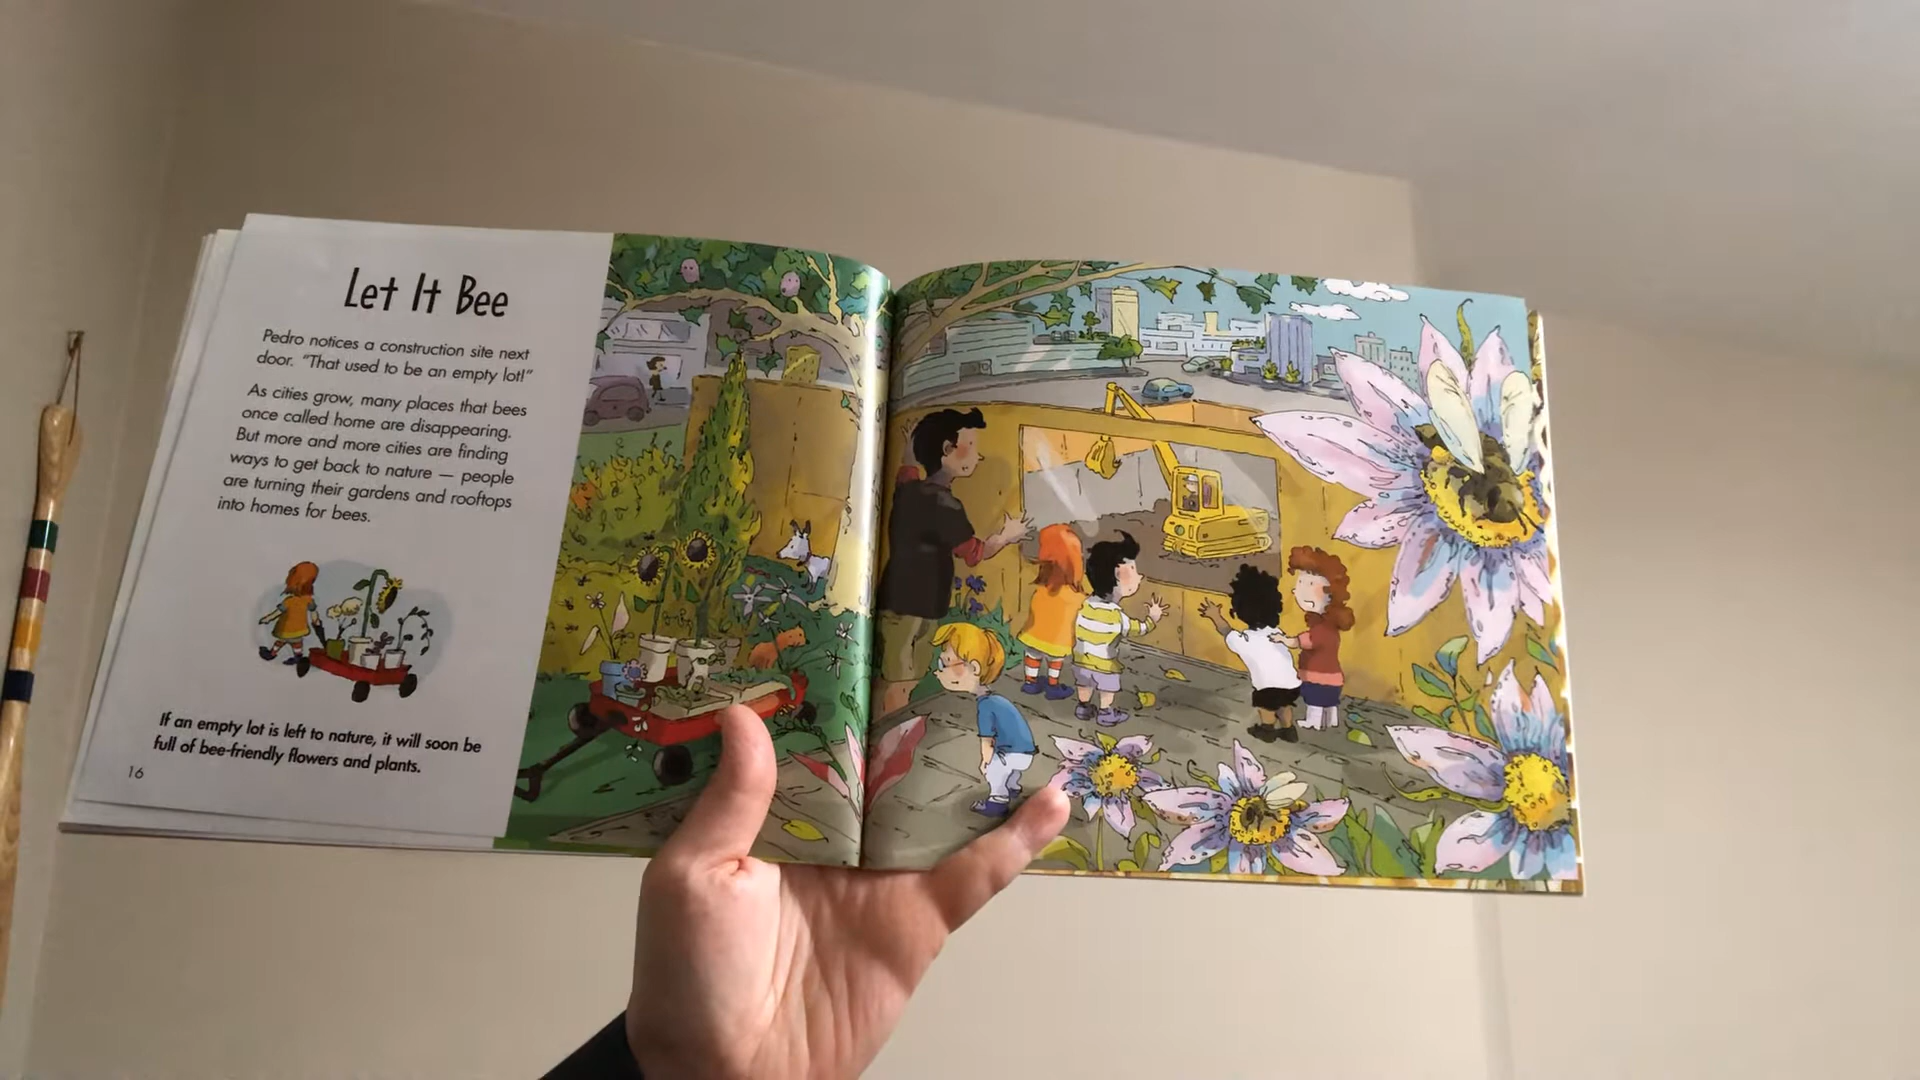 Let It Bee
Pedro notices a construction site next
door. “That used to be an empty lot!”
As cities grow, many places that bees
once called home are disappearing.
But more and more cities are finding
ways to get back to nature — people
are turning their gardens and rooftops
into homes for bees.
If an empty lot is left to nature, it will soon be
full of bee-friendly flowers and plants.
16